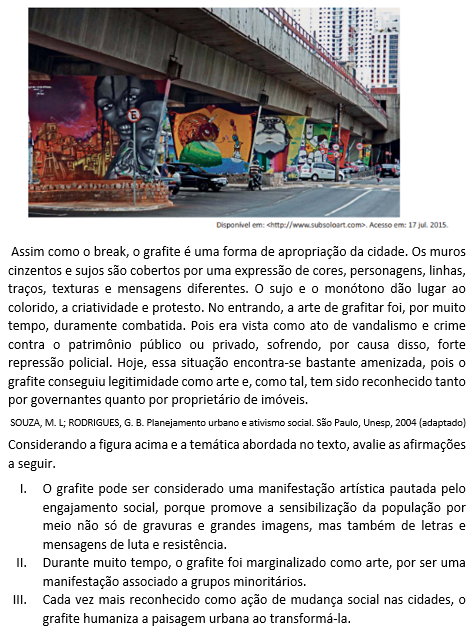 Disponível em: <http://www.subsoloart.com>. Acesso em: 17 jul. 2015.
Assim como o break, o grafite é uma forma de apropriação da cidade. Os muros
cinzentos e sujos são cobertos por uma expressão de cores, personagens, linhas,
traços, texturas e mensagens diferentes. O sujo e o monótono dão lugar ao
colorido, a criatividade e protesto. No entrando, a arte de grafitar foi, por muito
tempo, duramente combatida. Pois era vista como ato de vandalismo e crime
contra o patrimônio público ou privado, sofrendo, por causa disso, forte
repressão policial. Hoje, essa situação encontra-se bastante amenizada, pois o
grafite conseguiu legitimidade como arte e, como tal, tem sido reconhecido tanto
por governantes quanto por proprietário de imóveis.
SOUZA, M. L; RODRIGUES, G. B. Planejamento urbano e ativismo social. São Paulo, Unesp, 2004 (adaptado)
Considerando a figura acima e a temática abordada no texto, avalie as afirmações
a seguir.
I. O grafite pode ser considerado uma manifestação artística pautada pelo
engajamento social, porque promove a sensibilização da população por
meio não só de gravuras e grandes imagens, mas também de letras e
mensagens de luta e resistência.
II. Durante muito tempo, o grafite foi marginalizado como arte, por ser uma
manifestação associado a grupos minoritários.
III. Cada vez mais reconhecido como ação de mudança social nas cidades, o
grafite humaniza a paisagem urbana ao transformá-la.